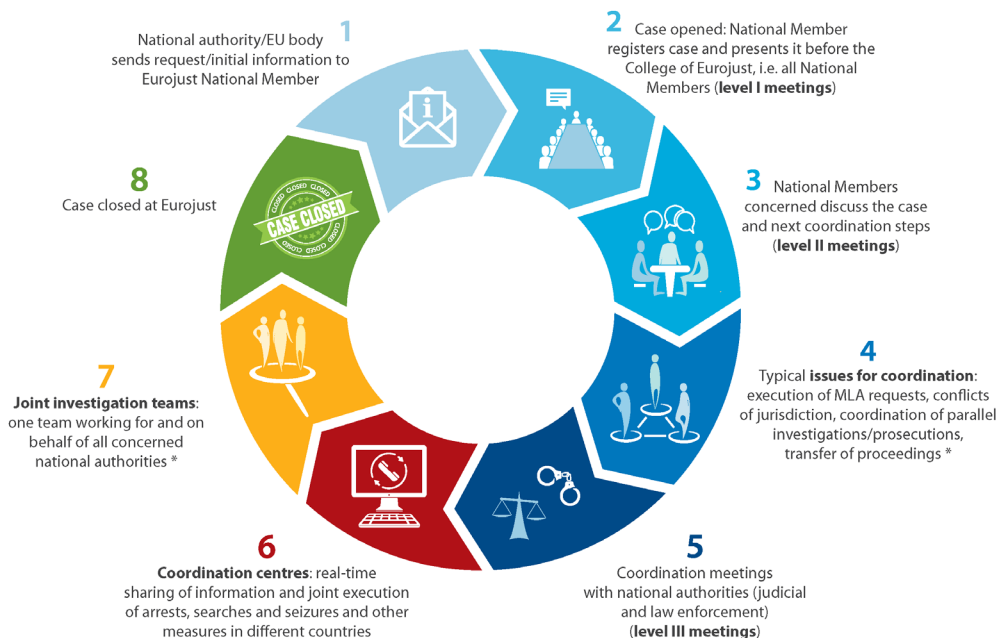 1
National authority/EU body
sends request/initial information to
Eurojust National Member
2
Case opened: National Member
registers case and presents it before the
College of Eurojust, i.e. all National
Members (level I meetings)
3
National Members
concerned discuss the case
and next coordination steps
(level II meetings)
4
Typical issues for coordination:
execution of MLA requests, conflicts
of jurisdiction, coordination of parallel
investigations/prosecutions,
transfer of proceedings *
5
Coordination meetings
with national authorities (judicial
and law enforcement)
(level III meetings)
6
Coordination centres: real-time
sharing of information and joint execution
of arrests, searches and seizures and other
measures in different countries
7
Joint investigation teams:
one team working for and on
behalf of all concerned
national authorities *
8
Case closed at Eurojust
i
CLOSED CLOSED CLOSED
CASE CLOSED
CLOSED CLOSED CLOSED